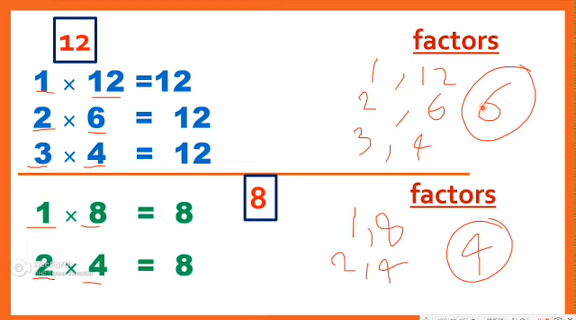 12
factors
1 × 12 =12
1 , 12
2 × 6 = 12
2 , 6
6
3 × 4 = 12
3 , 4
8
factors
1 × 8 = 8
1,8
2 × 4 = 8
2,4
4